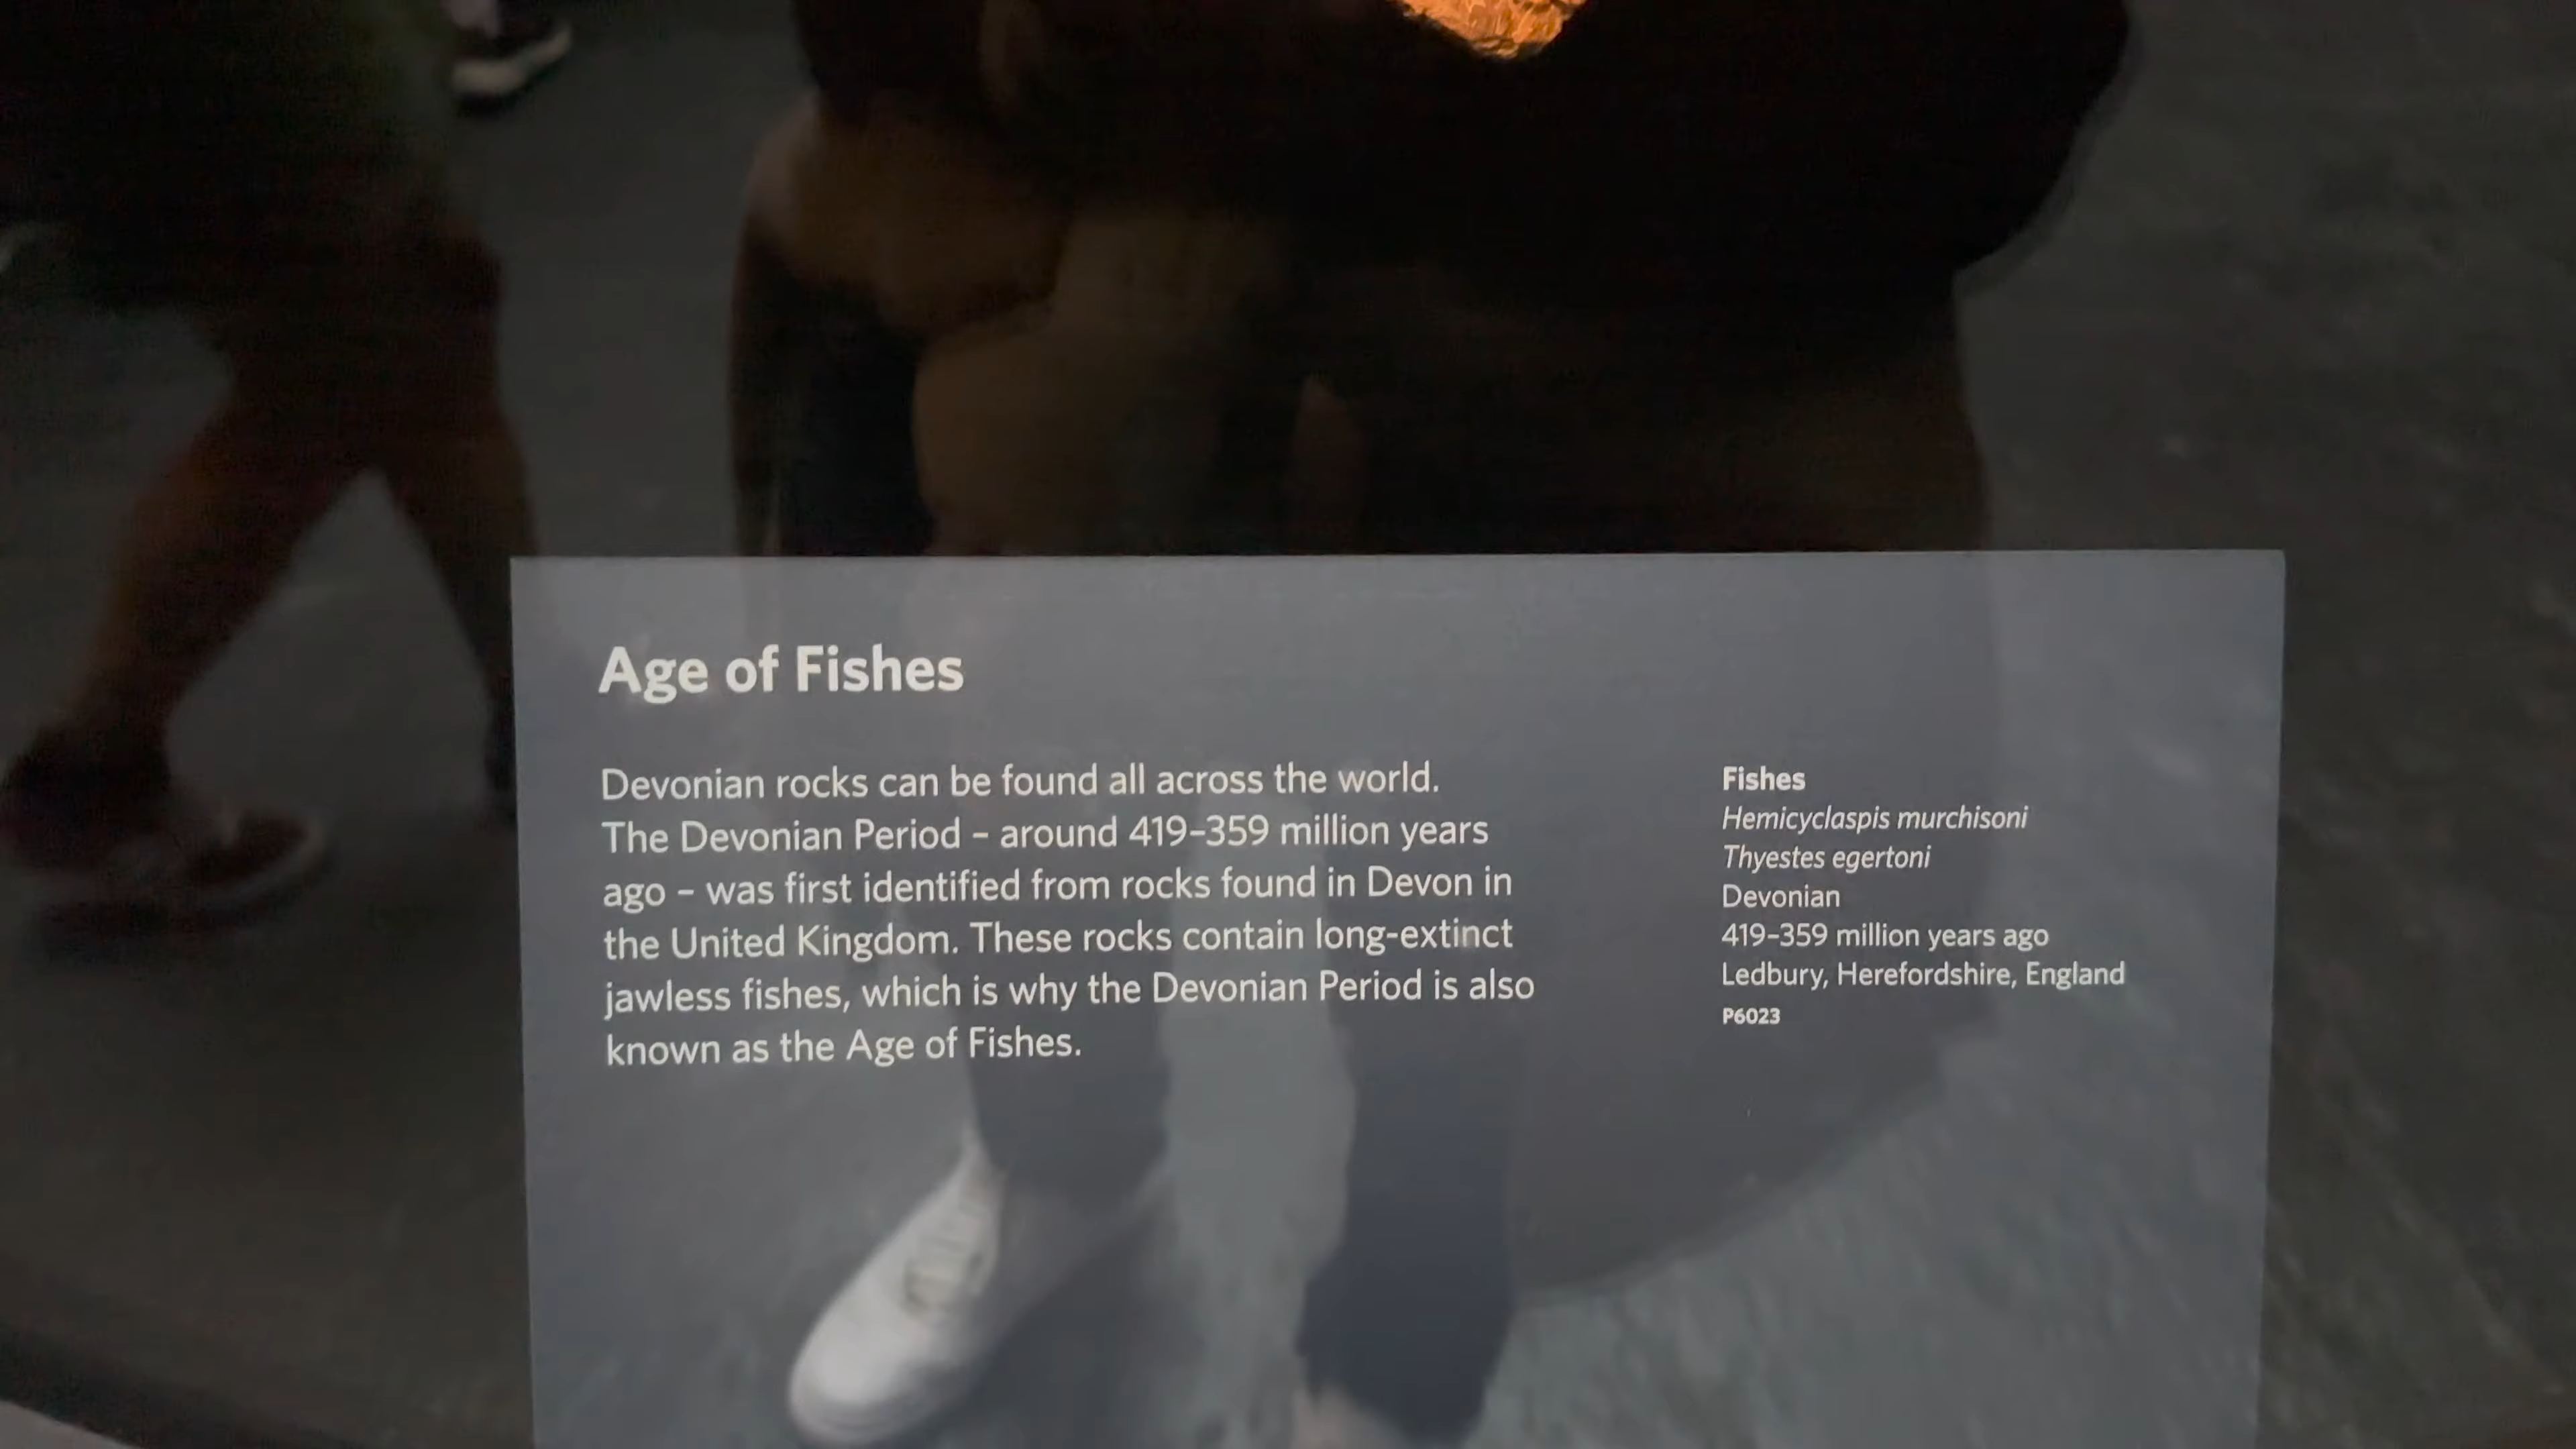 Age of Fishes
Devonian rocks can be found all across the world.
The Devonian Period – around 419–359 million years
ago – was first identified from rocks found in Devon in
the United Kingdom. These rocks contain long-extinct
jawless fishes, which is why the Devonian Period is also
known as the Age of Fishes.
Fishes
Hemicyclaspis murchisoni
Thyestes egertoni
Devonian
419–359 million years ago
Ledbury, Herefordshire, England
P6023